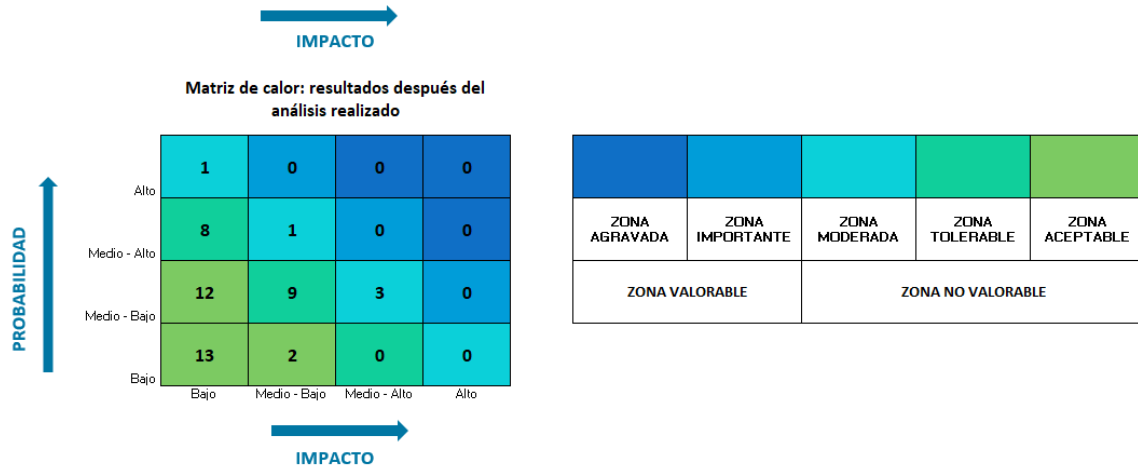 IMPACTO
Matriz de calor: resultados después del
análisis realizado
PROBABILIDAD
Alto
1 0 0 0
Medio - Alto
8 1 0 0
Medio - Bajo
12 9 3 0
Bajo
13 2 0 0
Bajo Medio - Bajo Medio - Alto Alto
IMPACTO
ZONA AGRAVADA
ZONA IMPORTANTE
ZONA MODERADA
ZONA TOLERABLE
ZONA ACEPTABLE
ZONA VALORABLE
ZONA NO VALORABLE